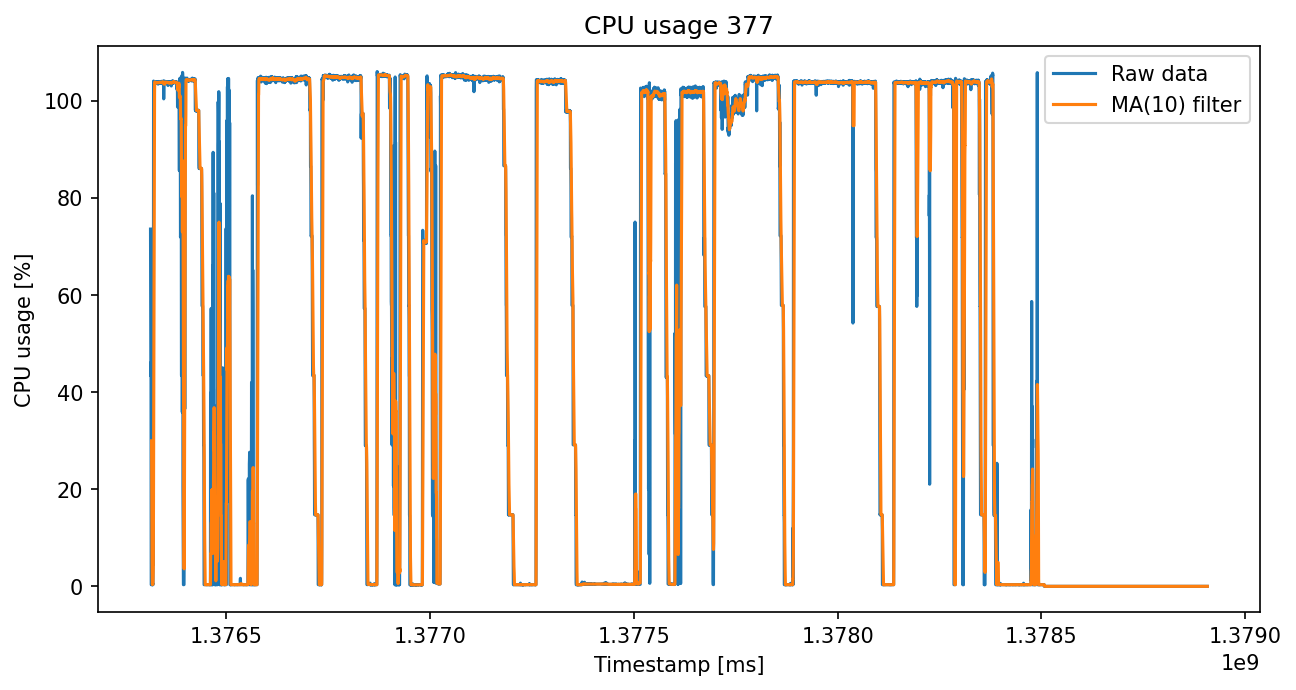 CPU usage 377
CPU usage [%]
100
80
60
40
20
0
Raw data
MA(10) filter
1.3765 1.3770 1.3775 1.3780 1.3785 1.3790
1e9
Timestamp [ms]